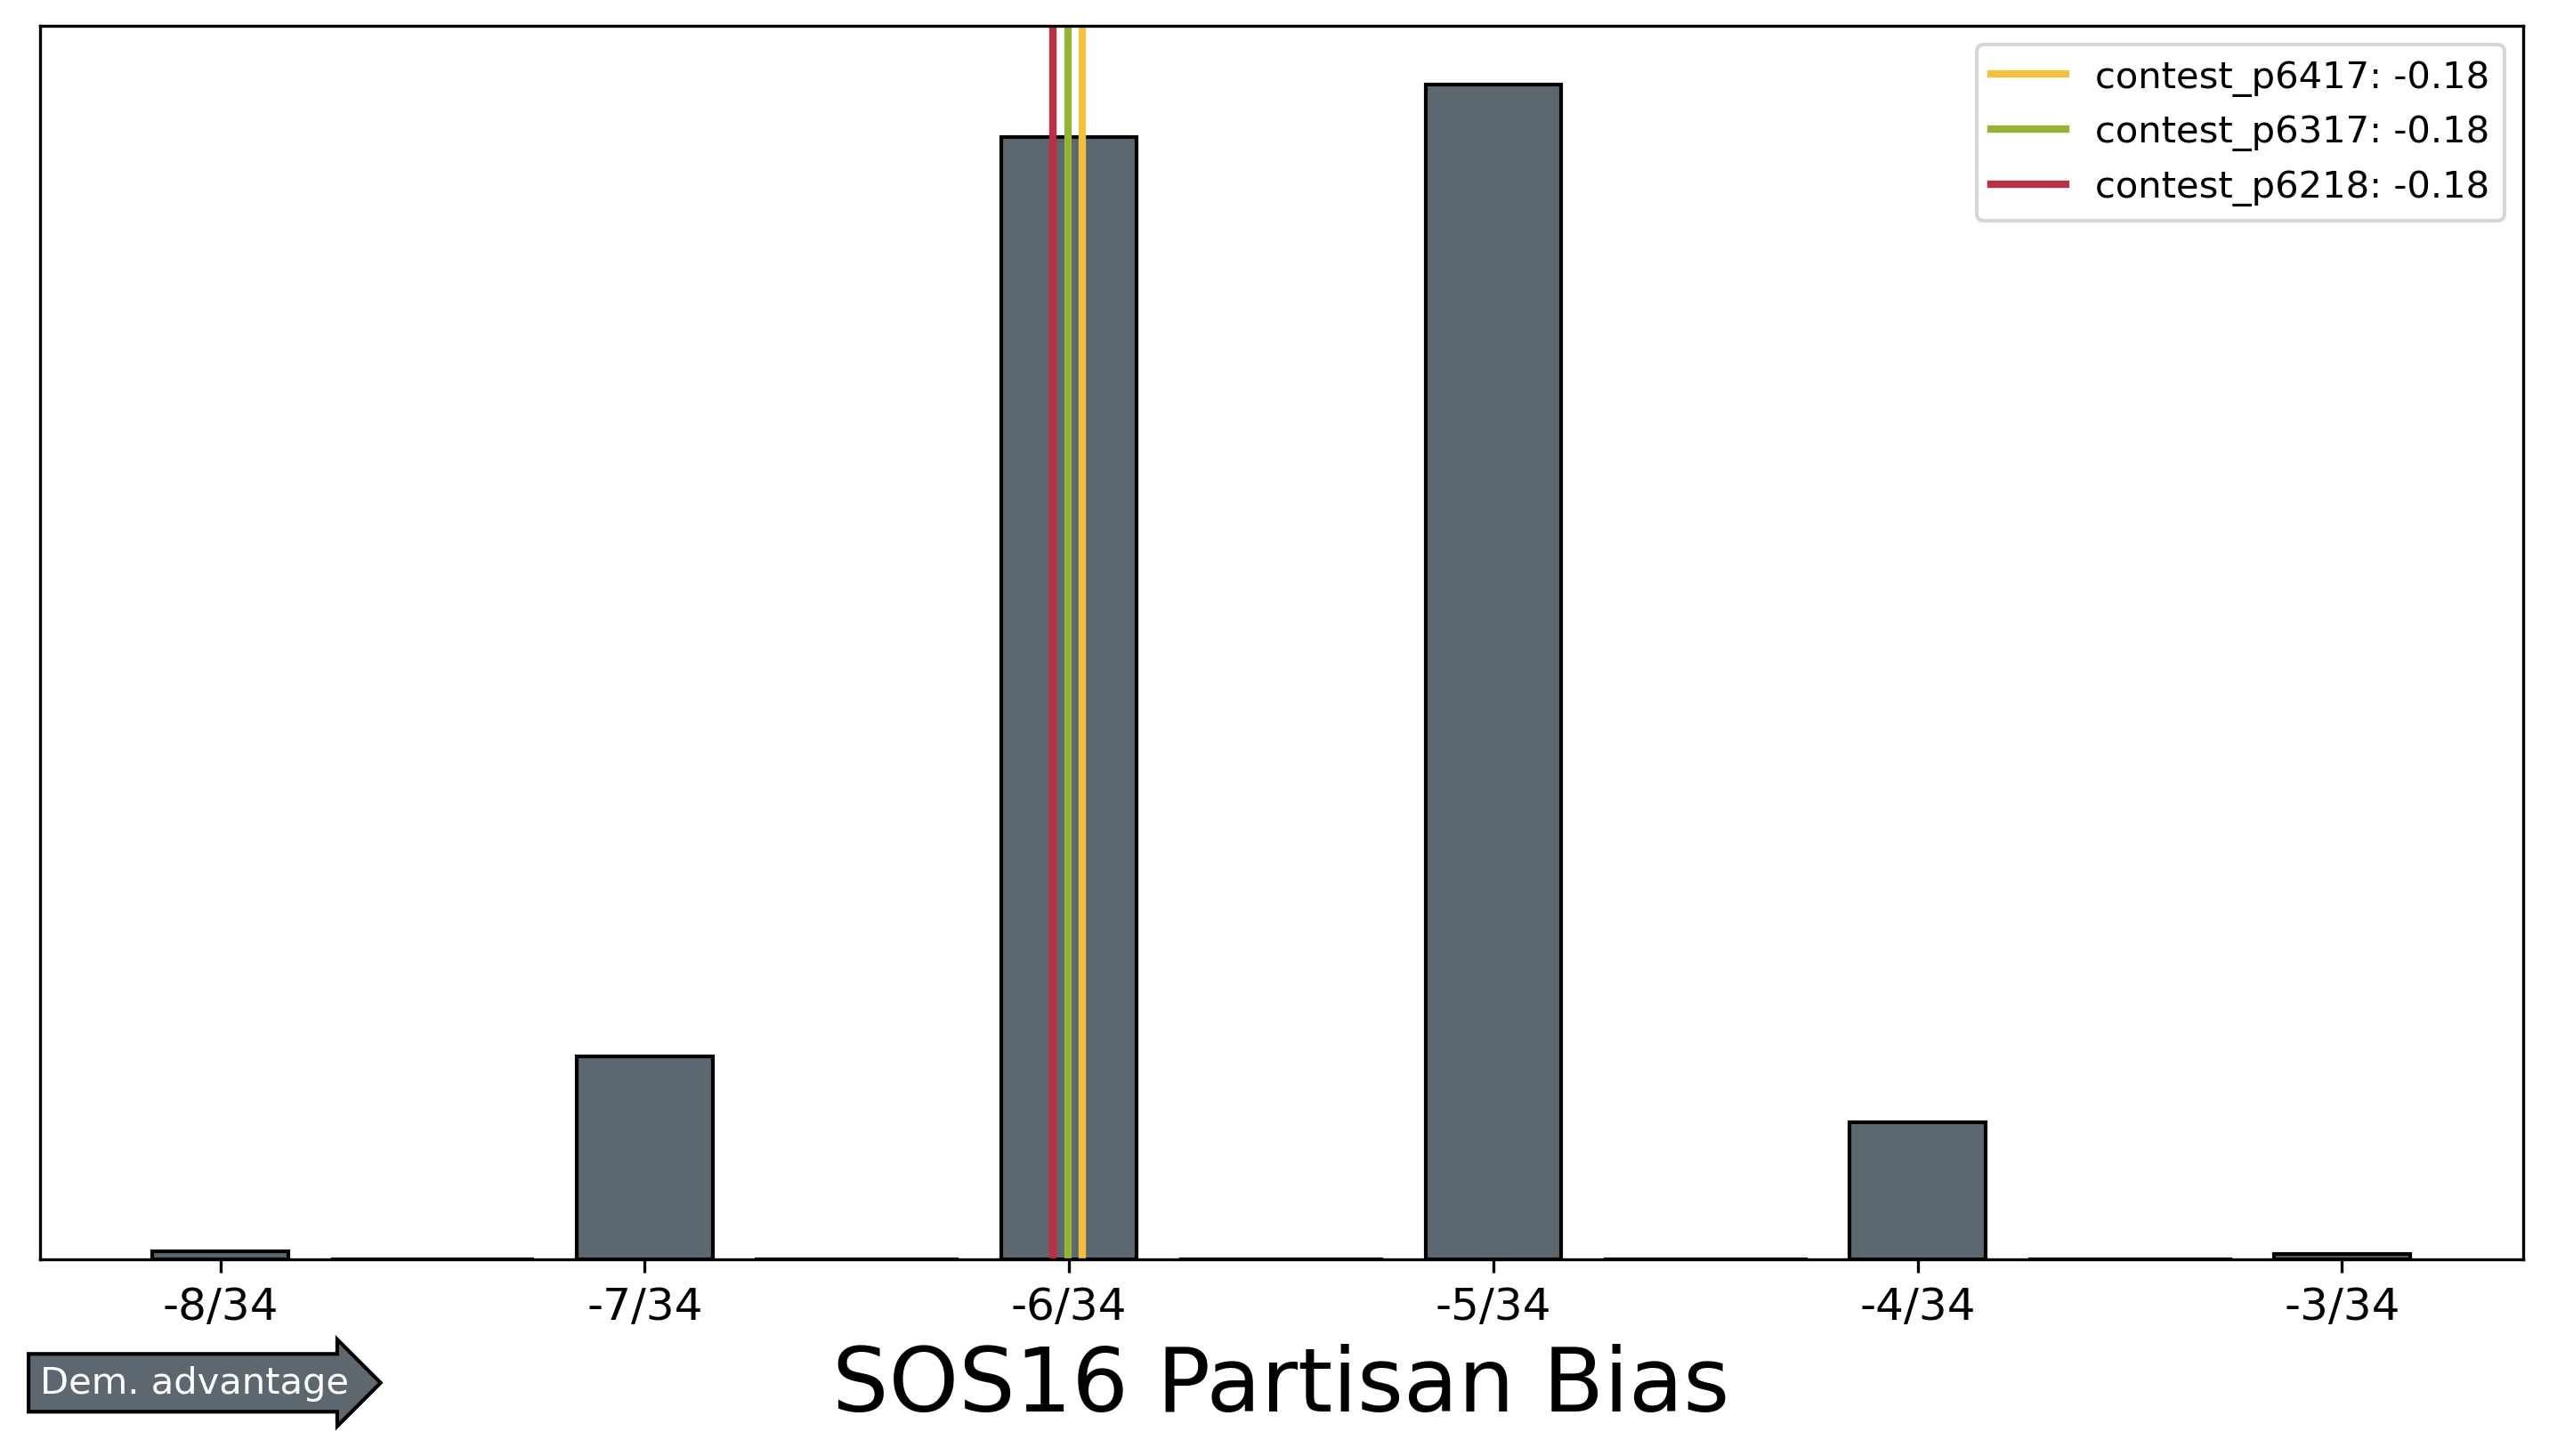 contest_p6417: -0.18
contest_p6317: -0.18
contest_p6218: -0.18
-8/34
-7/34
-6/34
-5/34
-4/34
-3/34
Dem. advantage
SOS16 Partisan Bias